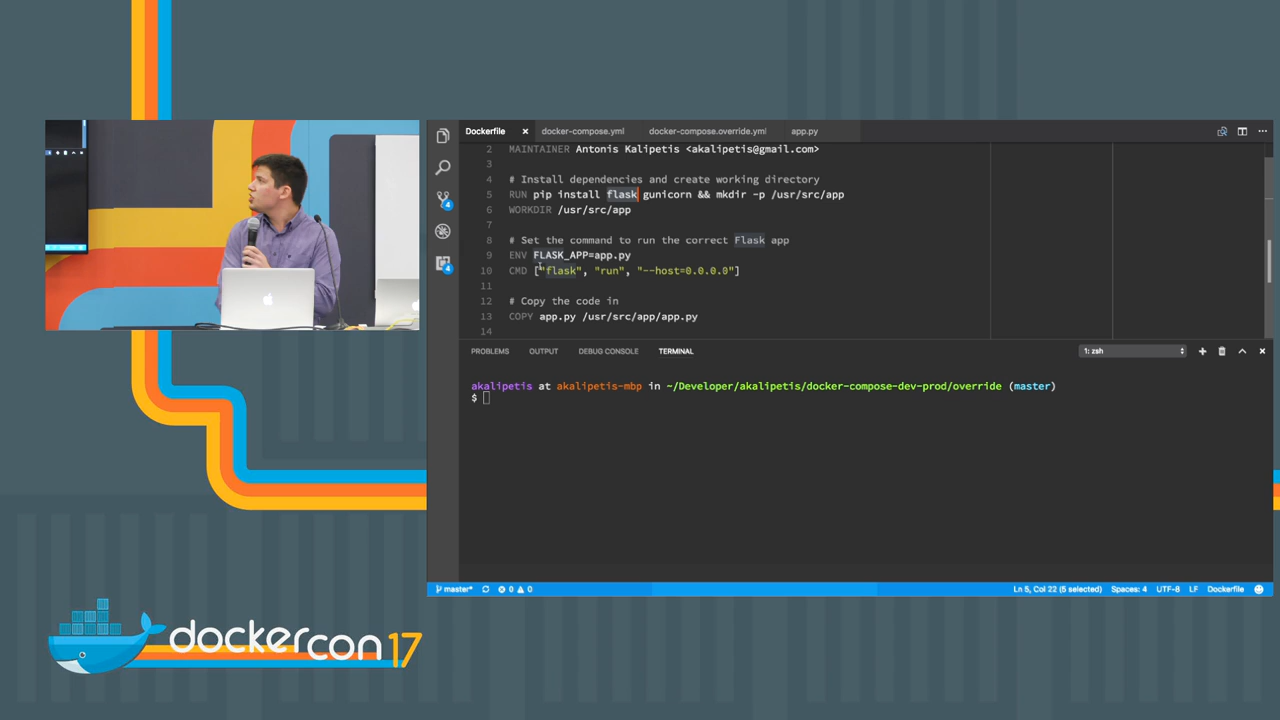 Dockerfile × docker-compose.yml docker-compose.override.yml app.py ...
2 MAINTAINER Antonis Kalipetis <akalipetis@gmail.com>
3
4 # Install dependencies and create working directory
5 RUN pip install flask gunicorn && mkdir -p /usr/src/app
6 WORKDIR /usr/src/app
7
8 # Set the command to run the correct Flask app
9 ENV FLASK_APP=app.py
10 CMD ["flask", "run", "--host=0.0.0.0"]
11
12 # Copy the code in
13 COPY app.py /usr/src/app/app.py
14
4
4
PROBLEMS OUTPUT DEBUG CONSOLE TERMINAL 1: zsh
akalipetis at akalipetis-mbp in ~/Developer/akalipetis/docker-compose-dev-prod/override (master)
$
master* 0 0 Ln 5, Col 22 (5 selected) Spaces: 4 UTF-8 LF Dockerfile
dockercon 17